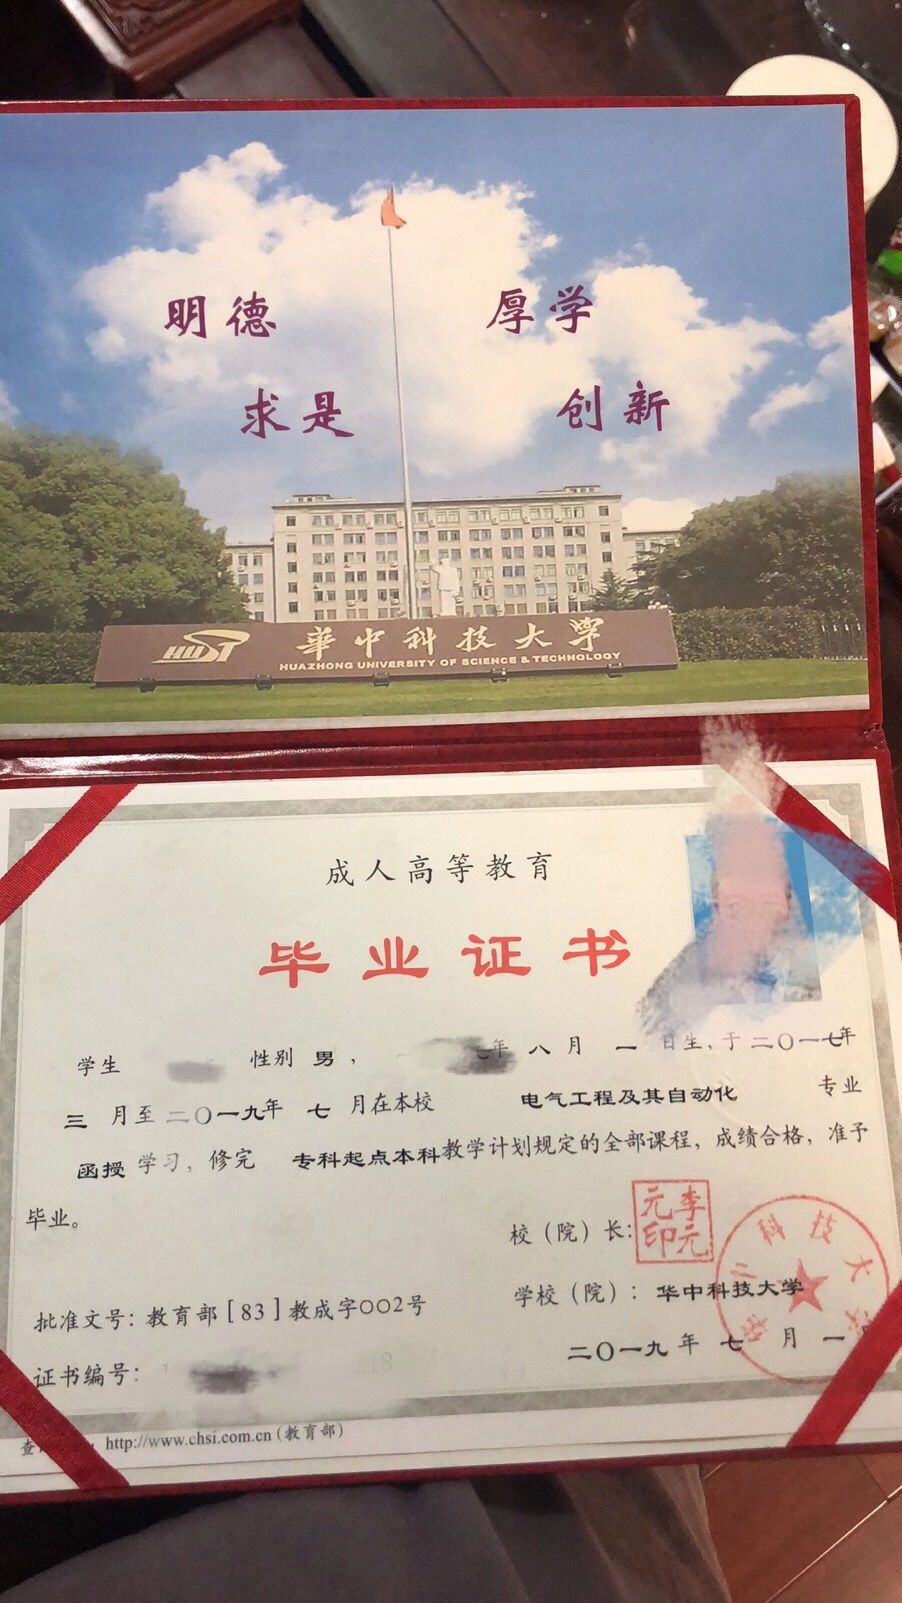 明德 厚学
求是 创新
HUST 華中科技大学
HUAZHONG UNIVERSITY OF SCIENCE & TECHNOLOGY
成人高等教育
毕业证书
学生 性别 男， 年 八 月 一 日生，于 二〇一七年
三 月至 二〇一九年 七 月在本校 电气工程及其自动化 专业
函授 学习，修完 专科起点本科教学计划规定的全部课程，成绩合格，准予
毕业。
校（院）长：李元元印
学校（院）：华中科技大学
批准文号：教育部［83］教成字〇〇2号
二〇一九 年 七 月 一
证书编号： 18
查 http://www.chsi.com.cn (教育部)